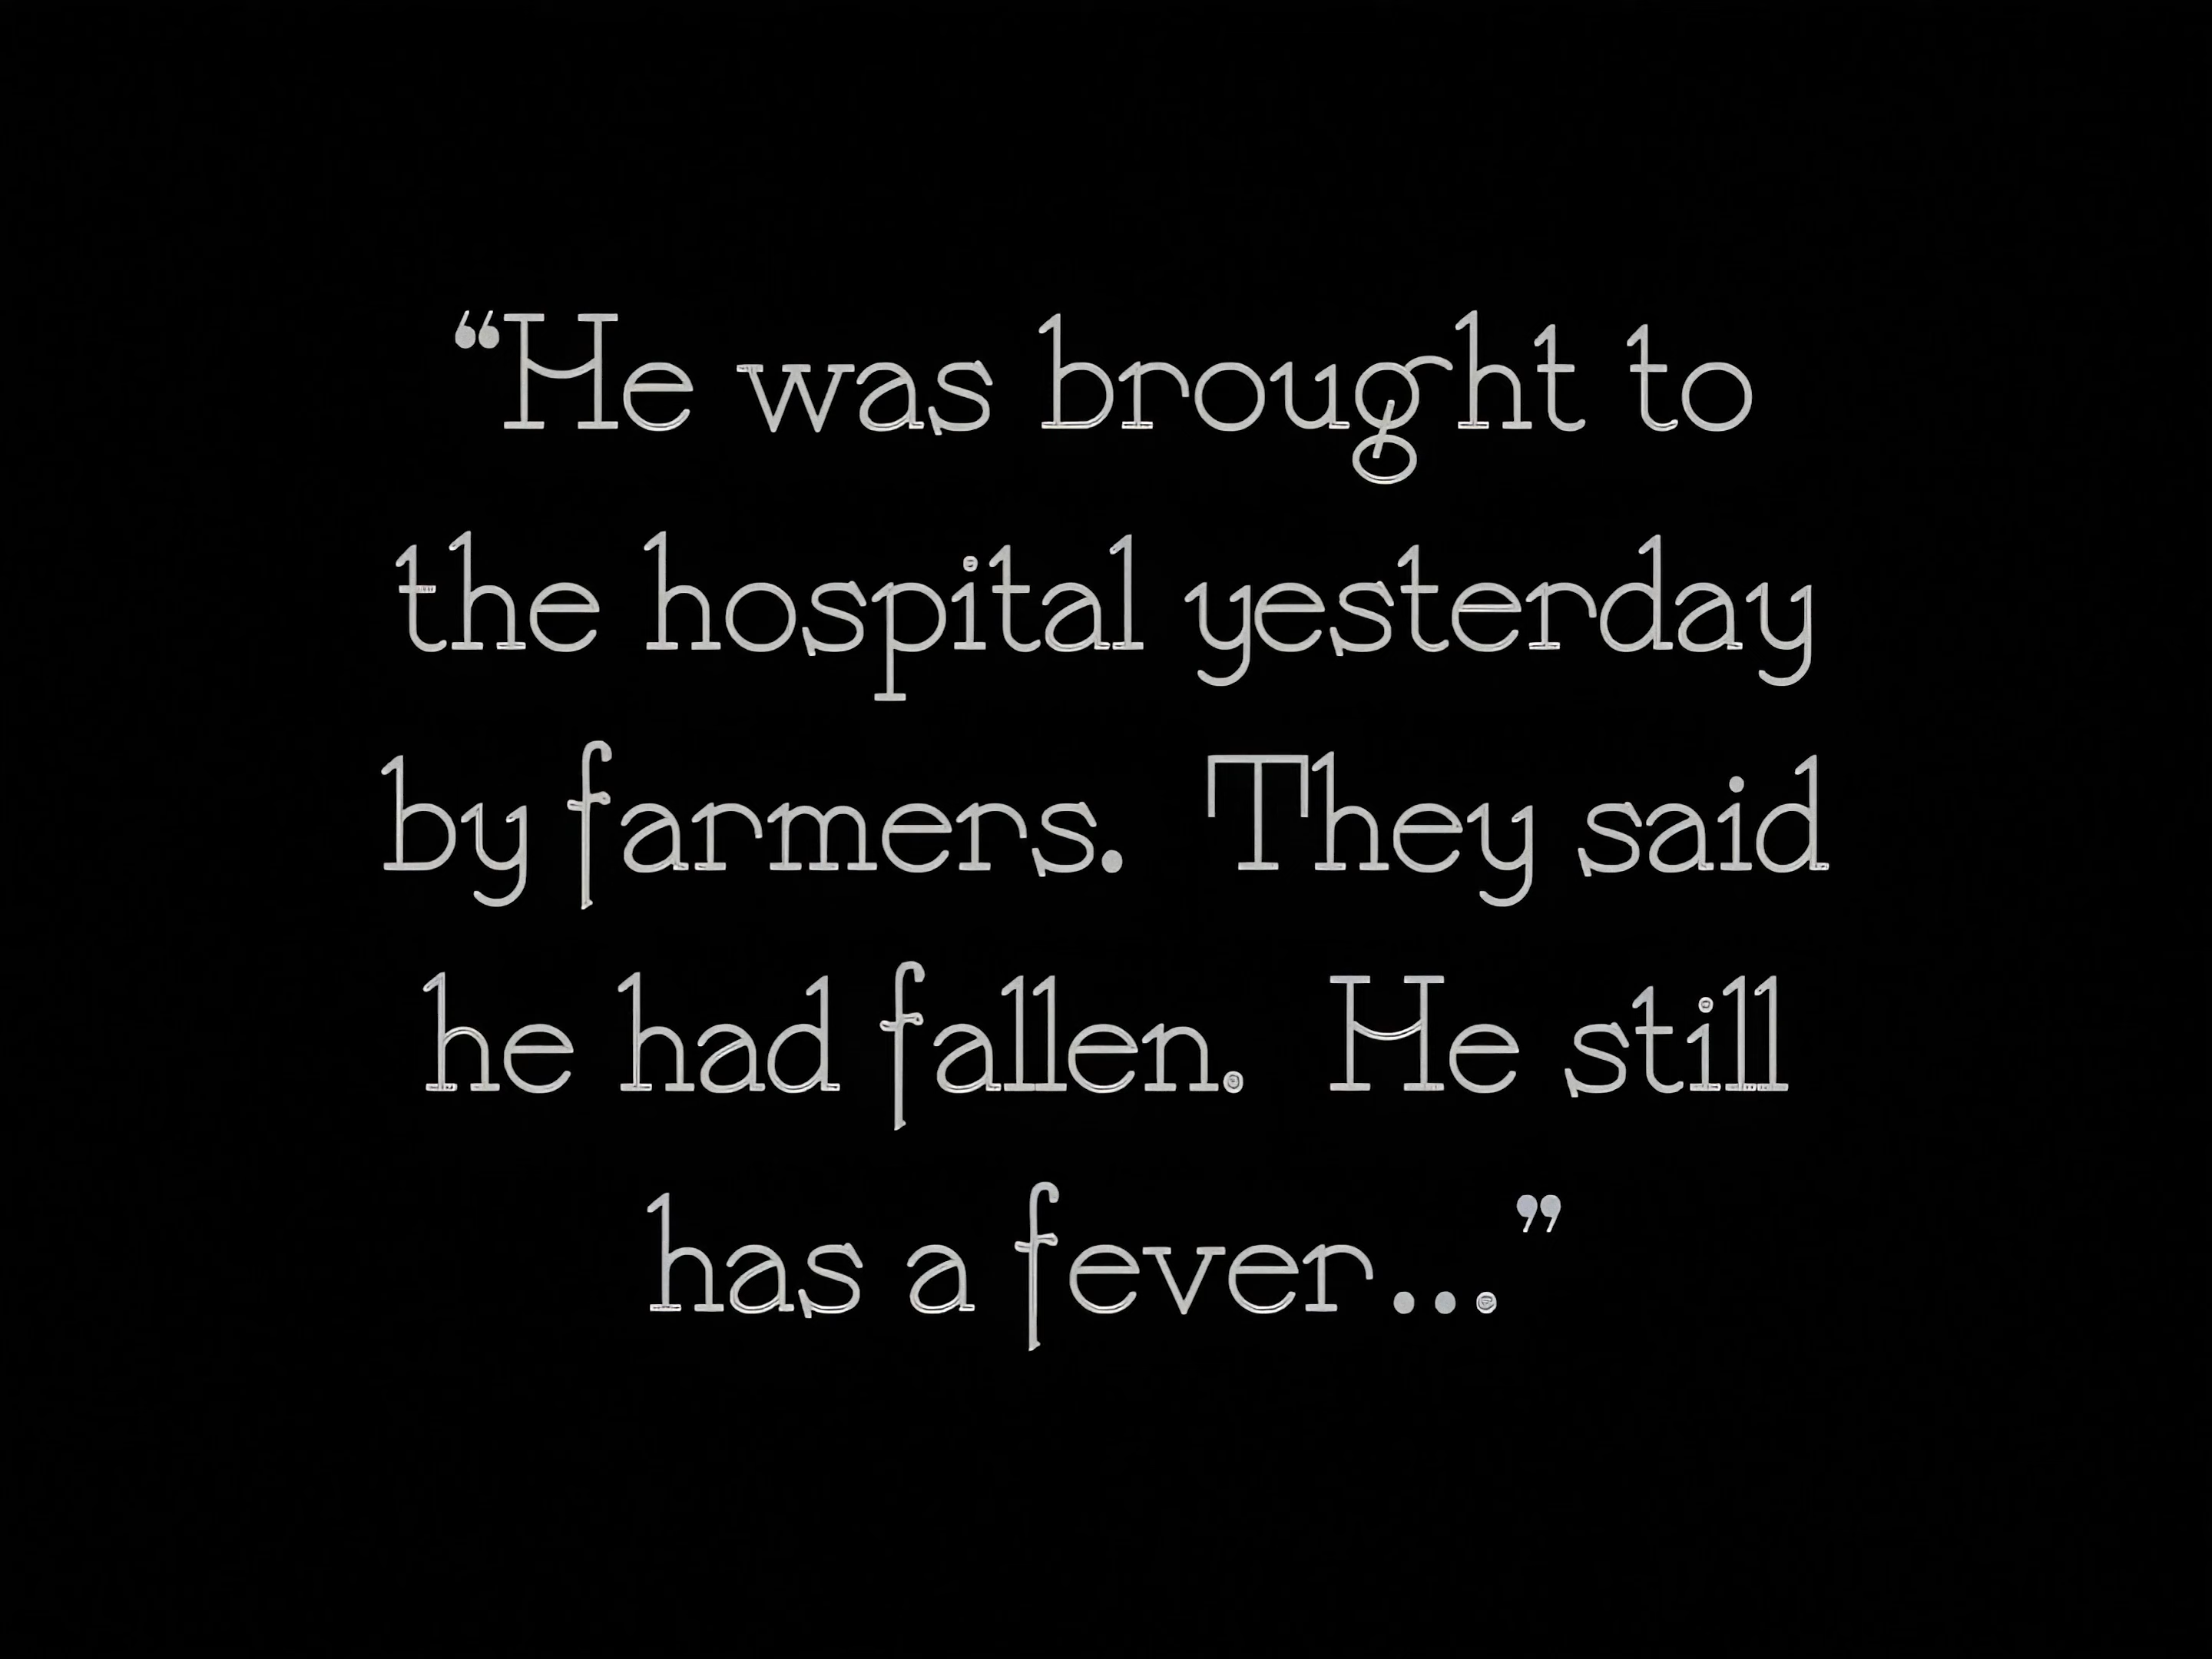 “He was brought to
the hospital yesterday
by farmers.  They said
he had fallen.  He still
has a fever...”